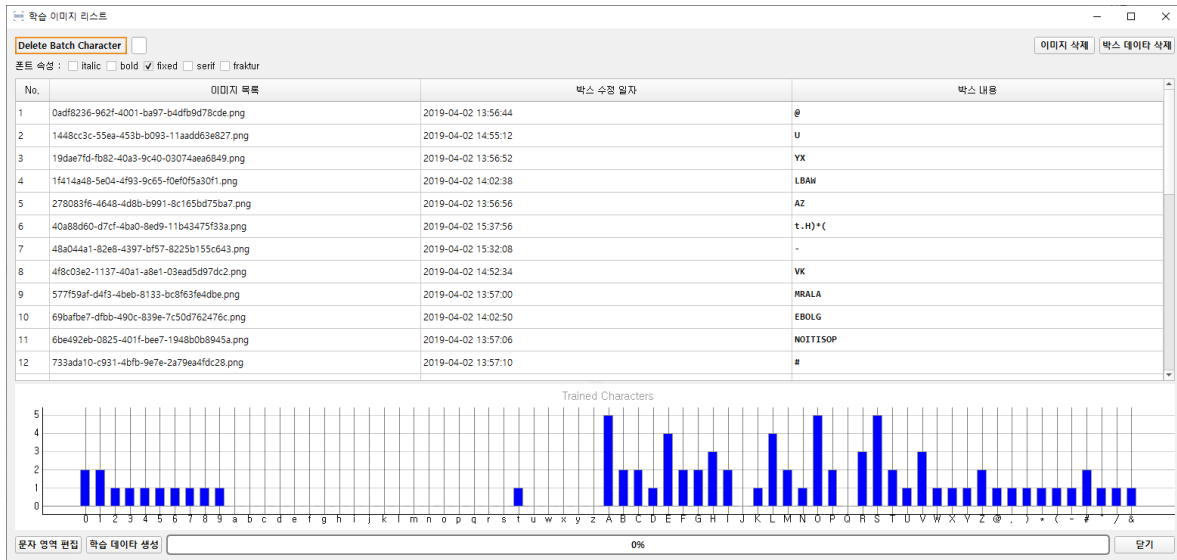 학습 이미지 리스트
Delete Batch Character 이미지 삭제 박스 데이타 삭제
폰트 속성 : italic bold fixed serif fraktur
No. 이미지 목록 박스 수정 일자 박스 내용
1 0adf8236-962f-4001-ba97-b4dfb9d78cde.png 2019-04-02 13:56:44 @
2 1448cc3c-55ea-453b-b093-11aadd63e827.png 2019-04-02 14:55:12 U
3 19dae7fd-fb82-40a3-9c40-03074aea6849.png 2019-04-02 13:56:52 YX
4 1f414a48-5e04-4f93-9c65-f0ef0f5a30f1.png 2019-04-02 14:02:38 LBAW
5 278083f6-4648-4d8b-b991-8c165bd75ba7.png 2019-04-02 13:56:56 AZ
6 40a88d60-d7cf-4ba0-8ed9-11b43475f33a.png 2019-04-02 15:37:56 t.H)*(
7 48a044a1-82e8-4397-bf57-8225b155c643.png 2019-04-02 15:32:08 -
8 4f8c03e2-1137-40a1-a8e1-03ead5d97dc2.png 2019-04-02 14:52:34 VK
9 577f59af-d4f3-4beb-8133-bc8f63fe4dbe.png 2019-04-02 13:57:00 MRALA
10 69bafbe7-dfbb-490c-839e-7c50d762476c.png 2019-04-02 14:02:50 EBOLG
11 6be492eb-0825-401f-bee7-1948b0b8945a.png 2019-04-02 13:57:06 NOITISOP
12 733ada10-c931-4bfb-9e7e-2a79ea4fdc28.png 2019-04-02 13:57:10 #
Trained Characters
5
4
3
2
1
0
0 1 2 3 4 5 6 7 8 9 a b c d e f g h i j k l m n o p q r s t u w x y z A B C D E F G H I J K L M N O P Q R S T U V W X Y Z @ . ) * ( - # ' / &
문자 영역 편집 학습 데이타 생성 0% 닫기